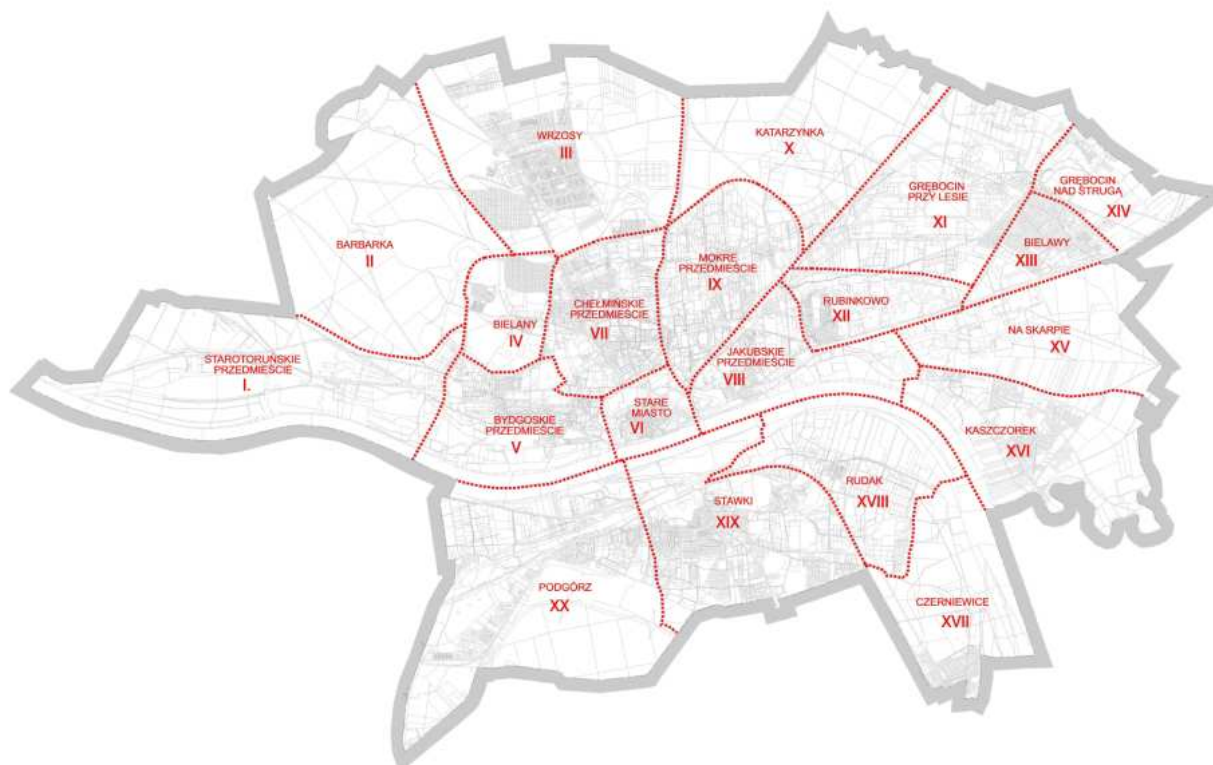 WRZOSY
III
KATARZYNKA
X
GRĘBOCIN
PRZY LESIE
XI
GRĘBOCIN
NAD STRUGĄ
XIV
BARBARKA
II
MOKRE
PRZEDMIEŚCIE
IX
BIELAWY
XIII
CHEŁMIŃSKIE
PRZEDMIEŚCIE
VII
RUBINKOWO
XII
BIELANY
IV
NA SKARPIE
XV
STAROTORUŃSKIE
PRZEDMIEŚCIE
I.
JAKUBSKIE
PRZEDMIEŚCIE
VIII
STARE
MIASTO
VI
BYDGOSKIE
PRZEDMIEŚCIE
V
KASZCZOREK
XVI
RUDAK
XVIII
STAWKI
XIX
PODGÓRZ
XX
CZERNIEWICE
XVII